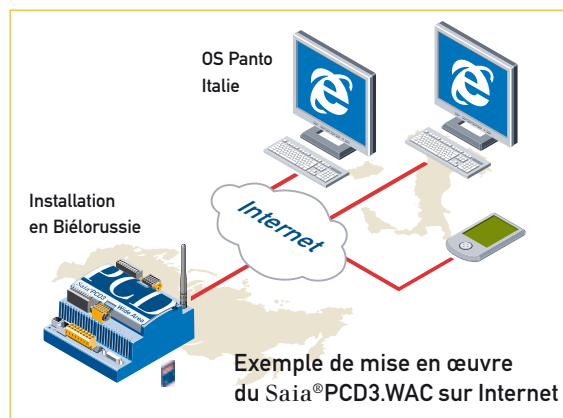 OS Panto
Italie
Installation
en Biélorussie
Internet
PCD
Saia®PCD3 Wide Area
Exemple de mise en œuvre
du Saia®PCD3.WAC sur Internet